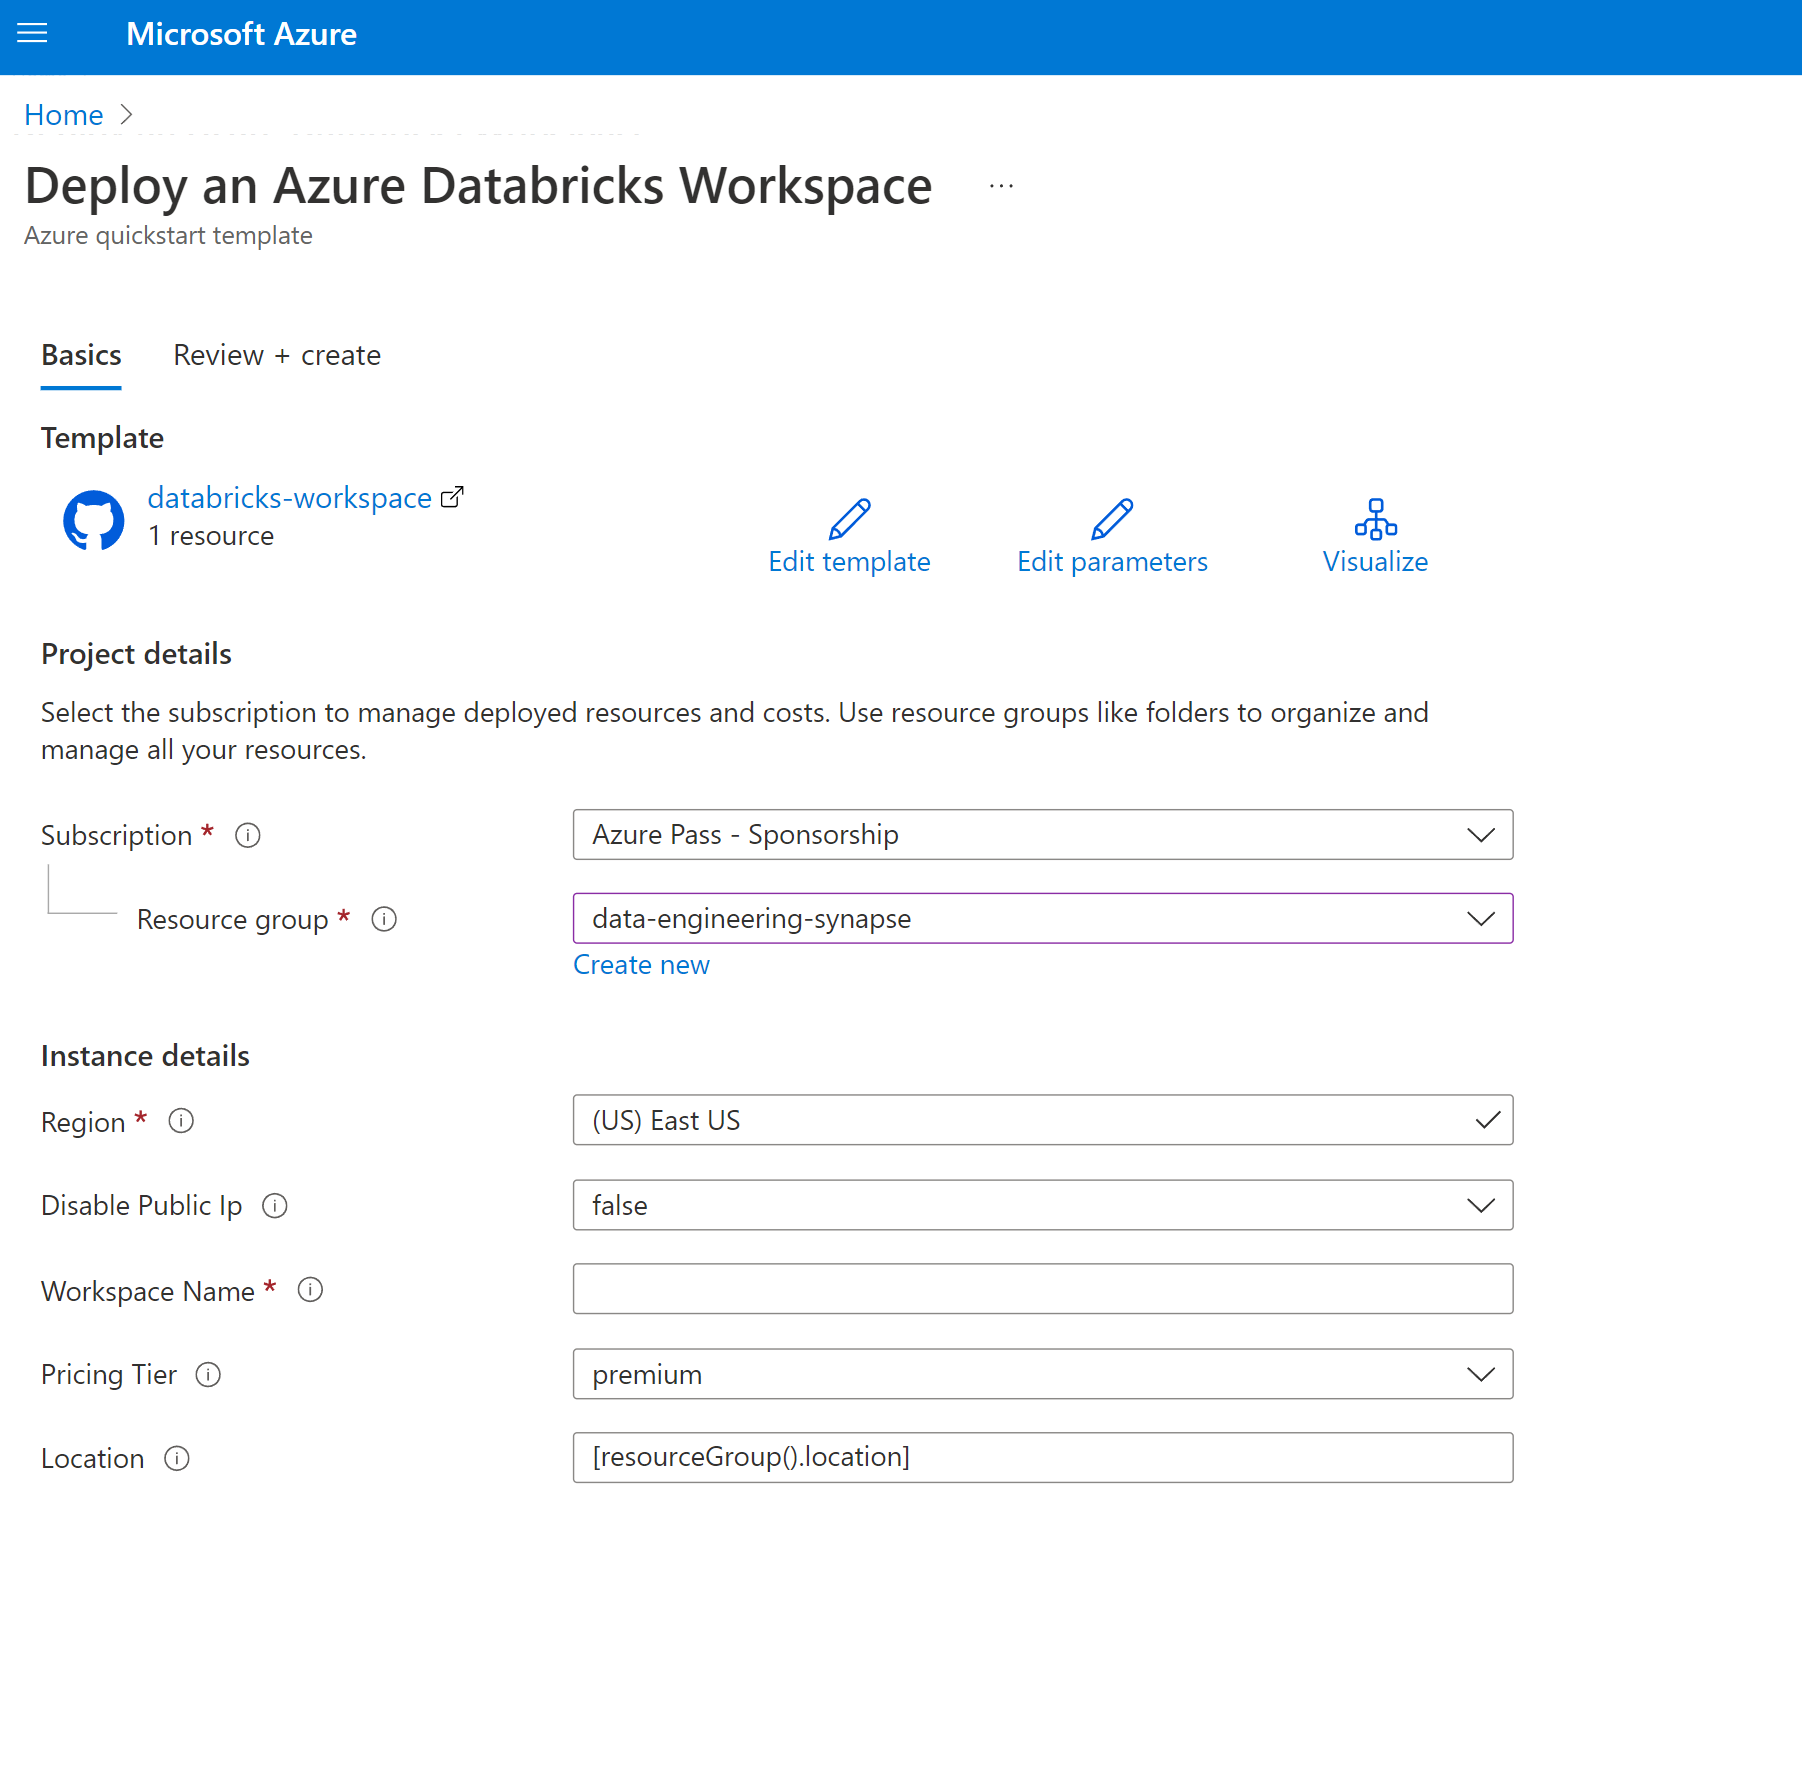 Microsoft Azure
Home
Deploy an Azure Databricks Workspace
...
Azure quickstart template
Basics
Review + create
Template
databricks-workspace
1 resource
Edit template
Edit parameters
Visualize
Project details
Select the subscription to manage deployed resources and costs. Use resource groups like folders to organize and
manage all your resources.
Subscription *
Azure Pass - Sponsorship
Resource group *
data-engineering-synapse
Create new
Instance details
Region *
(US) East US
Disable Public Ip
false
Workspace Name *
Pricing Tier
premium
Location
[resourceGroup().location]